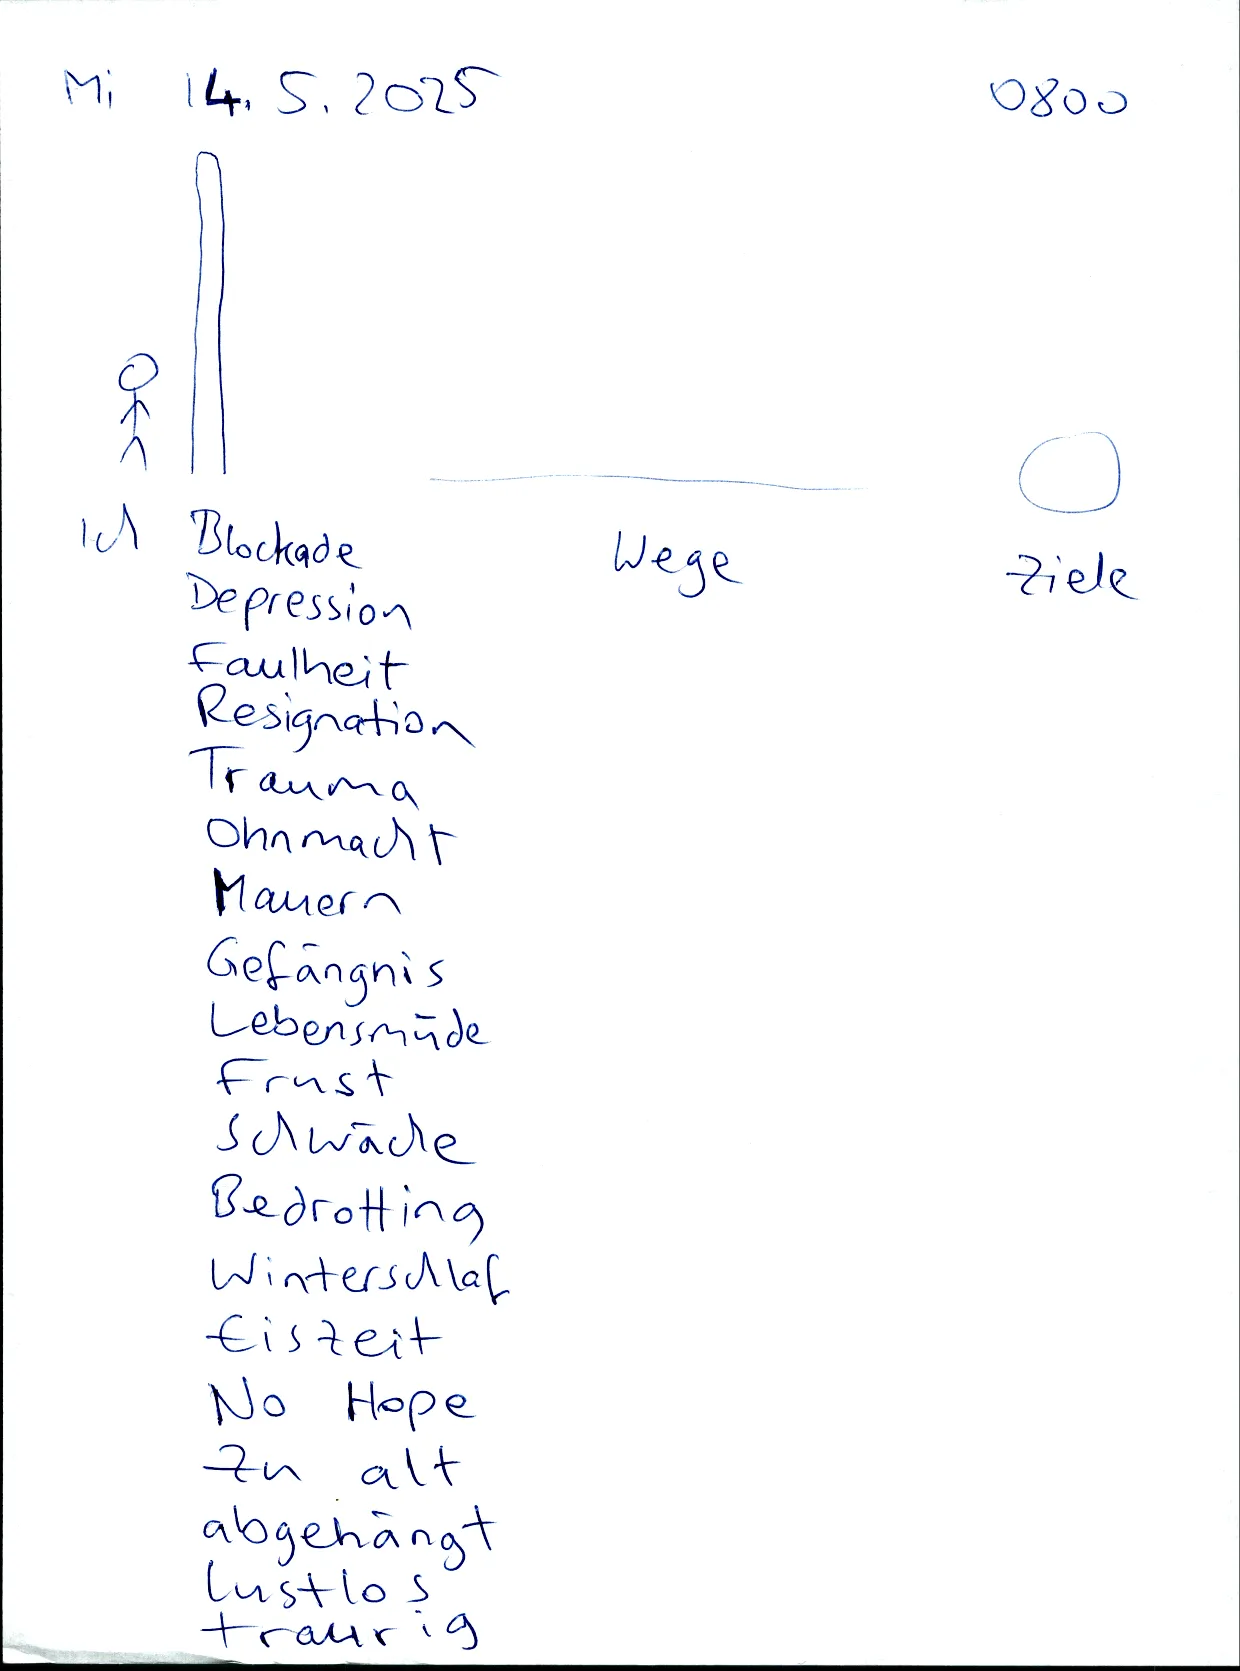 Mi 14.5.2025 0800
Ich Blockade Wege Ziele
Depression
Faulheit
Resignation
Trauma
Ohnmacht
Mauern
Gefängnis
Lebensmüde
Frust
Schwäche
Bedrotting
Winterschlaf
Eiszeit
No Hope
Zu alt
abgehängt
lustlos
traurig